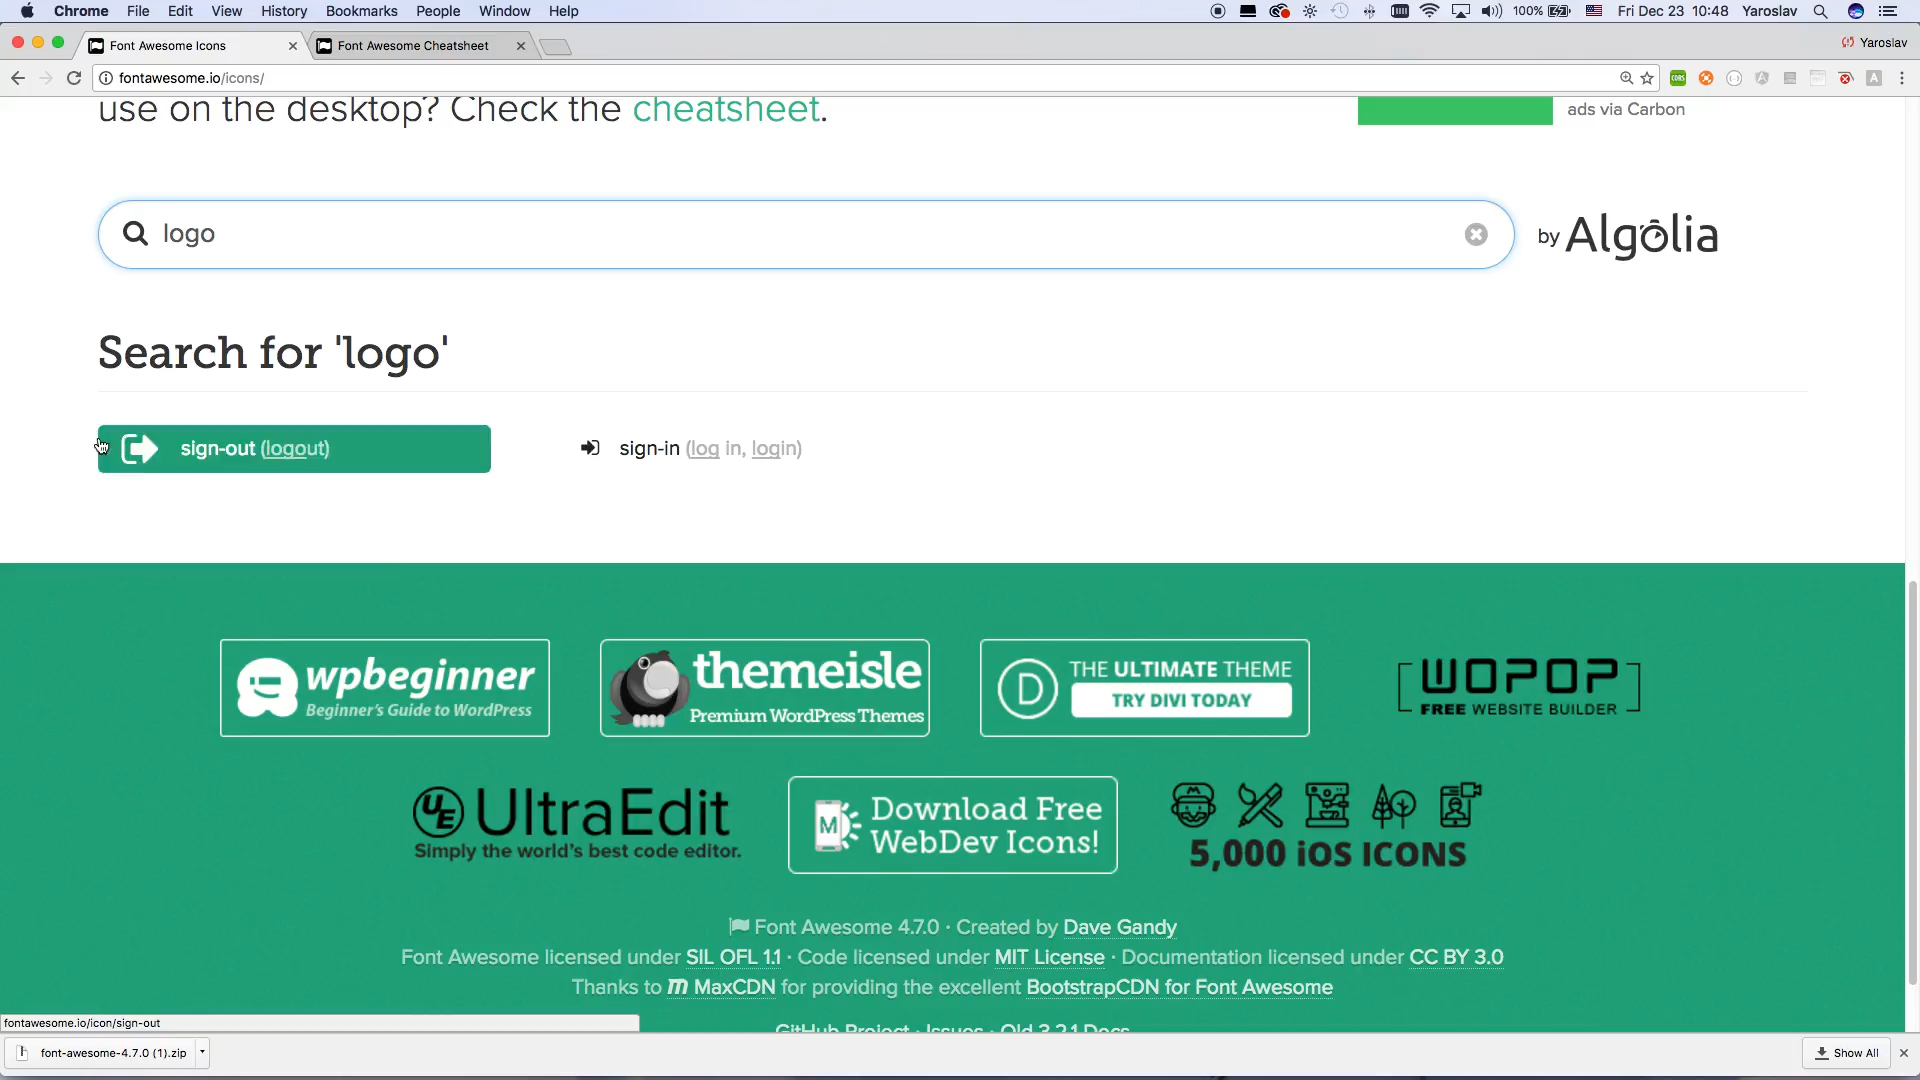 Chrome File Edit View History Bookmarks People Window Help
100% Fri Dec 23 10:48 Yaroslav
Font Awesome Icons
Font Awesome Cheatsheet
Yaroslav
fontawesome.io/icons/
use on the desktop? Check the cheatsheet.
ads via Carbon
logo
by Algolia
Search for 'logo'
sign-out (logout)
sign-in (log in, login)
wpbeginner
Beginner's Guide to WordPress
themeisle
Premium WordPress Themes
D
THE ULTIMATE THEME
TRY DIVI TODAY
WOPOP
FREE WEBSITE BUILDER
UE UltraEdit
Simply the world's best code editor.
M
Download Free
WebDev Icons!
5,000 iOS ICONS
Font Awesome 4.7.0 · Created by Dave Gandy
Font Awesome licensed under SIL OFL 1.1 · Code licensed under MIT License · Documentation licensed under CC BY 3.0
Thanks to m MaxCDN for providing the excellent BootstrapCDN for Font Awesome
GitHub Project · Issues · Old 3.2.1 Docs
fontawesome.io/icon/sign-out
font-awesome-4.7.0 (1).zip
Show All